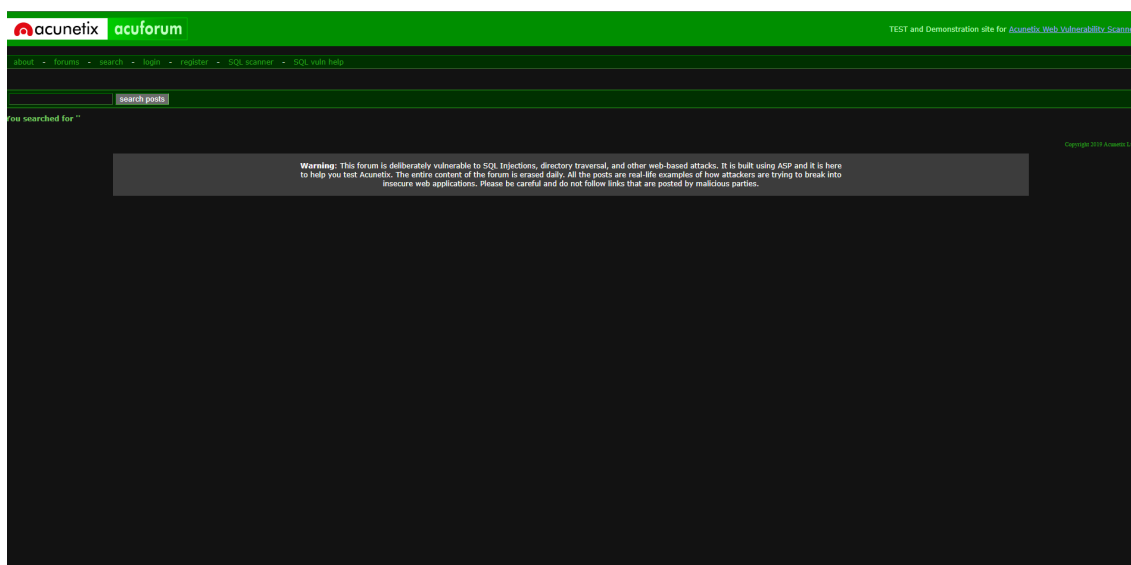 acunetix acuforum
TEST and Demonstration site for Acunetix Web Vulnerability Scanne
about - forums - search - login - register - SQL scanner - SQL vuln help
search posts
You searched for ''
Copyright 2019 Acunetix L
Warning: This forum is deliberately vulnerable to SQL Injections, directory traversal, and other web-based attacks. It is built using ASP and it is here
to help you test Acunetix. The entire content of the forum is erased daily. All the posts are real-life examples of how attackers are trying to break into
insecure web applications. Please be careful and do not follow links that are posted by malicious parties.